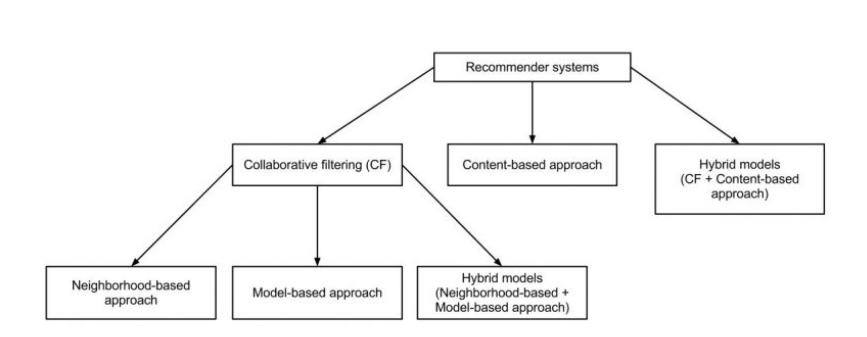 Recommender systems
Collaborative filtering (CF)
Content-based approach
Hybrid models
(CF + Content-based
approach)
Neighborhood-based
approach
Model-based approach
Hybrid models
(Neighborhood-based +
Model-based approach)